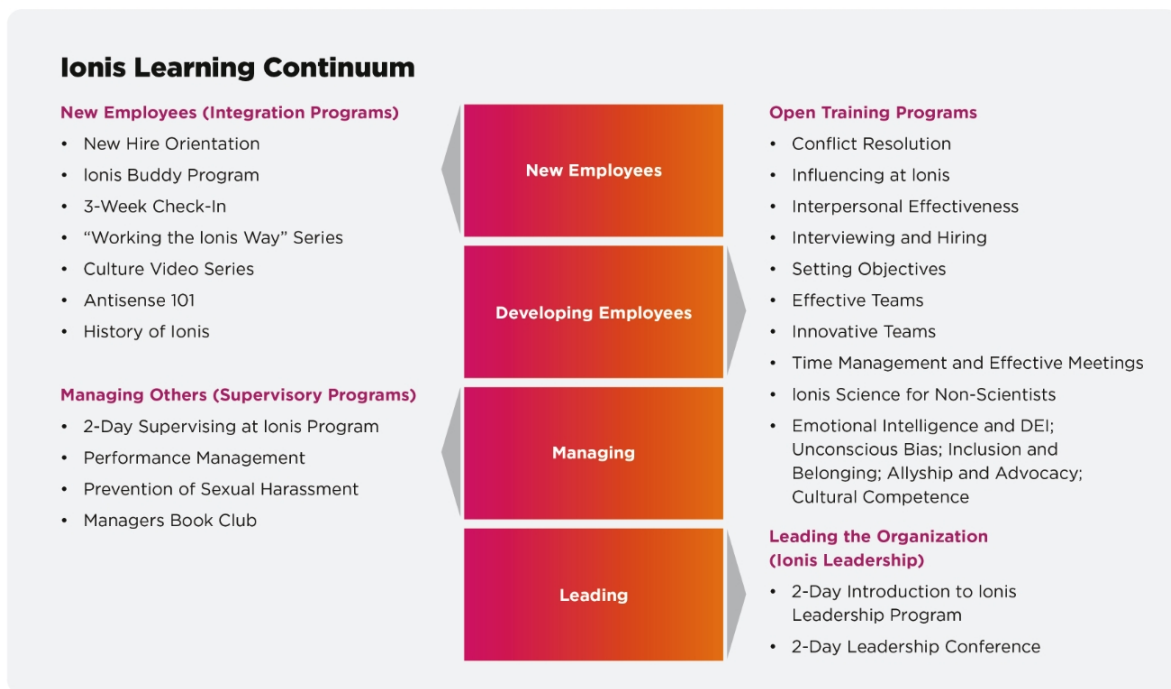 Ionis Learning Continuum
New Employees (Integration Programs)
• New Hire Orientation
• Ionis Buddy Program
• 3-Week Check-In
• “Working the Ionis Way” Series
• Culture Video Series
• Antisense 101
• History of Ionis
Managing Others (Supervisory Programs)
• 2-Day Supervising at Ionis Program
• Performance Management
• Prevention of Sexual Harassment
• Managers Book Club
New Employees
Developing Employees
Managing
Leading
Open Training Programs
• Conflict Resolution
• Influencing at Ionis
• Interpersonal Effectiveness
• Interviewing and Hiring
• Setting Objectives
• Effective Teams
• Innovative Teams
• Time Management and Effective Meetings
• Ionis Science for Non-Scientists
• Emotional Intelligence and DEI;
Unconscious Bias; Inclusion and
Belonging; Allyship and Advocacy;
Cultural Competence
Leading the Organization
(Ionis Leadership)
• 2-Day Introduction to Ionis
Leadership Program
• 2-Day Leadership Conference